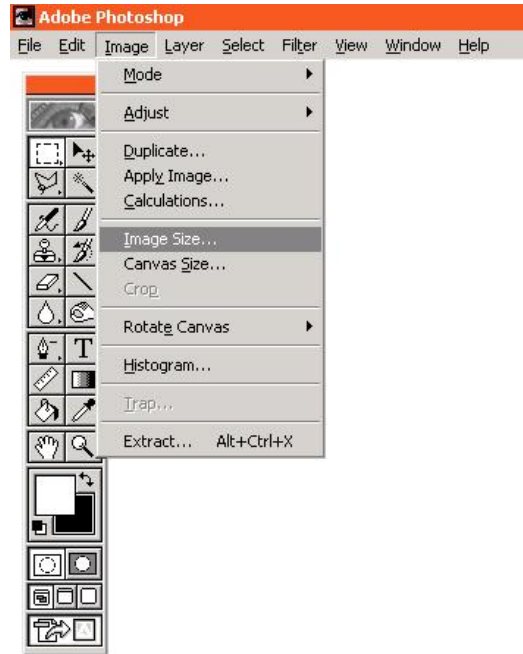 Adobe Photoshop
File Edit Image Layer Select Filter View Window Help
Mode
Adjust
Duplicate...
Apply Image...
Calculations...
Image Size...
Canvas Size...
Crop
Rotate Canvas
Histogram...
Trap...
Extract... Alt+Ctrl+X
T